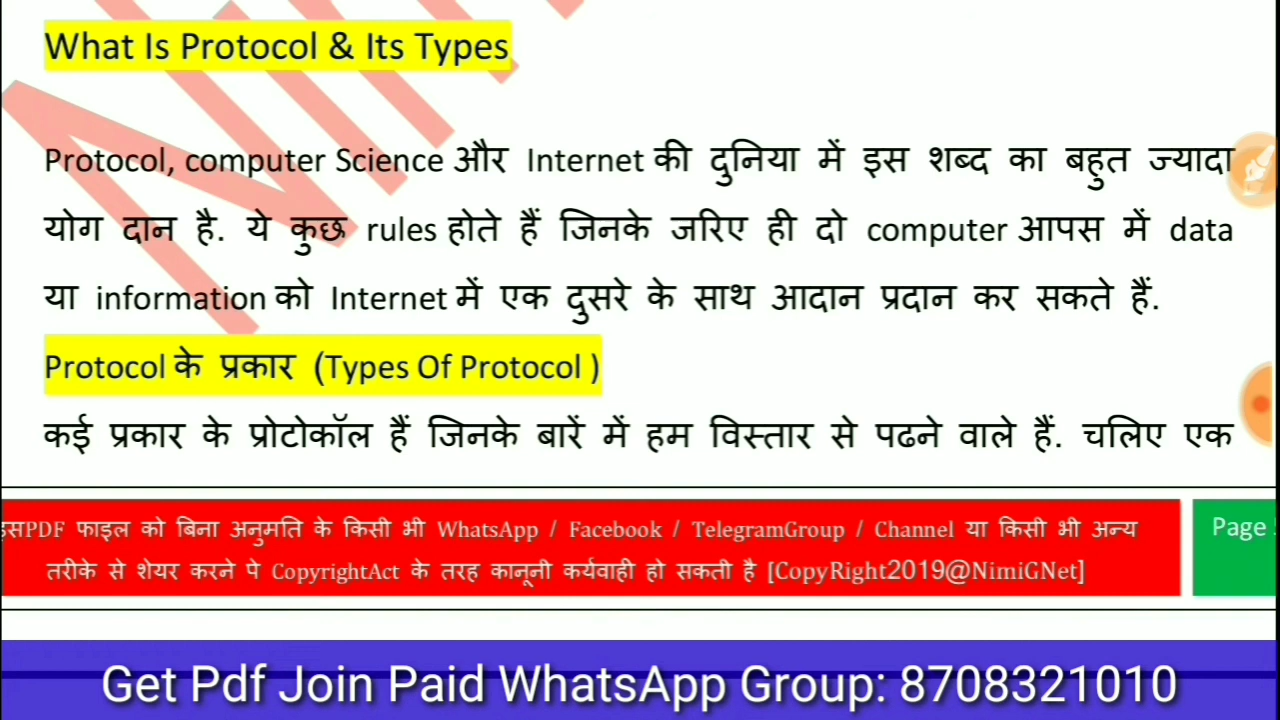 What Is Protocol & Its Types
Protocol, computer Science और Internet की दुनिया में इस शब्द का बहुत ज्यादा
योग दान है. ये कुछ rules होते हैं जिनके जरिए ही दो computer आपस में data
या information को Internet में एक दुसरे के साथ आदान प्रदान कर सकते हैं.
Protocol के प्रकार (Types Of Protocol )
कई प्रकार के प्रोटोकॉल हैं जिनके बारें में हम विस्तार से पढने वाले हैं. चलिए एक
इसPDF फाइल को बिना अनुमति के किसी भी WhatsApp / Facebook / TelegramGroup / Channel या किसी भी अन्य
तरीके से शेयर करने पे CopyrightAct के तरह कानूनी कर्यवाही हो सकती है [CopyRight2019@NimiGNet]
Page
Get Pdf Join Paid WhatsApp Group: 8708321010